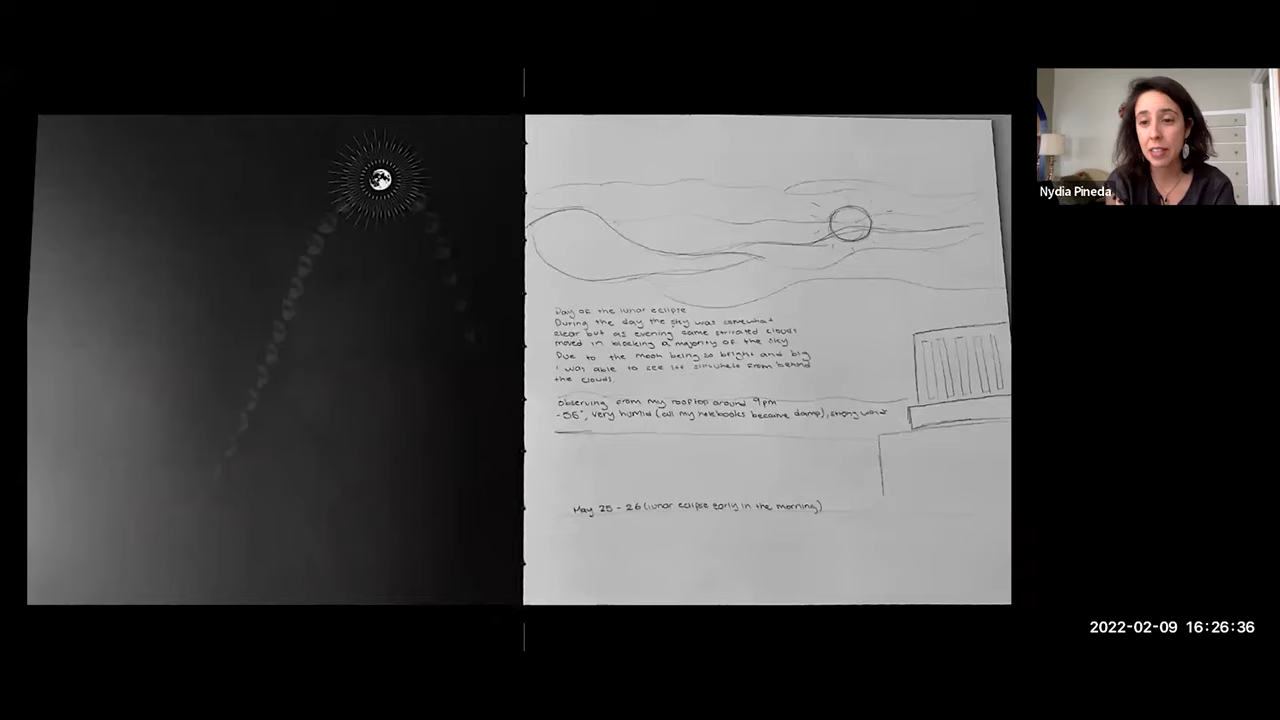 Nydia Pineda
Day of the lunar eclipse
During the day the sky was somewhat
clear but as evening came striated clouds
moved in blocking a majority of the sky
Due to the moon being so bright and big
I was able to see its from behind
the clouds.
Observing from my rooftop around 9pm
-56°, very humid (all my notebooks became damp), strong wind
May 25 - 26 (lunar eclipse early in the morning)
2022-02-09 16:26:36